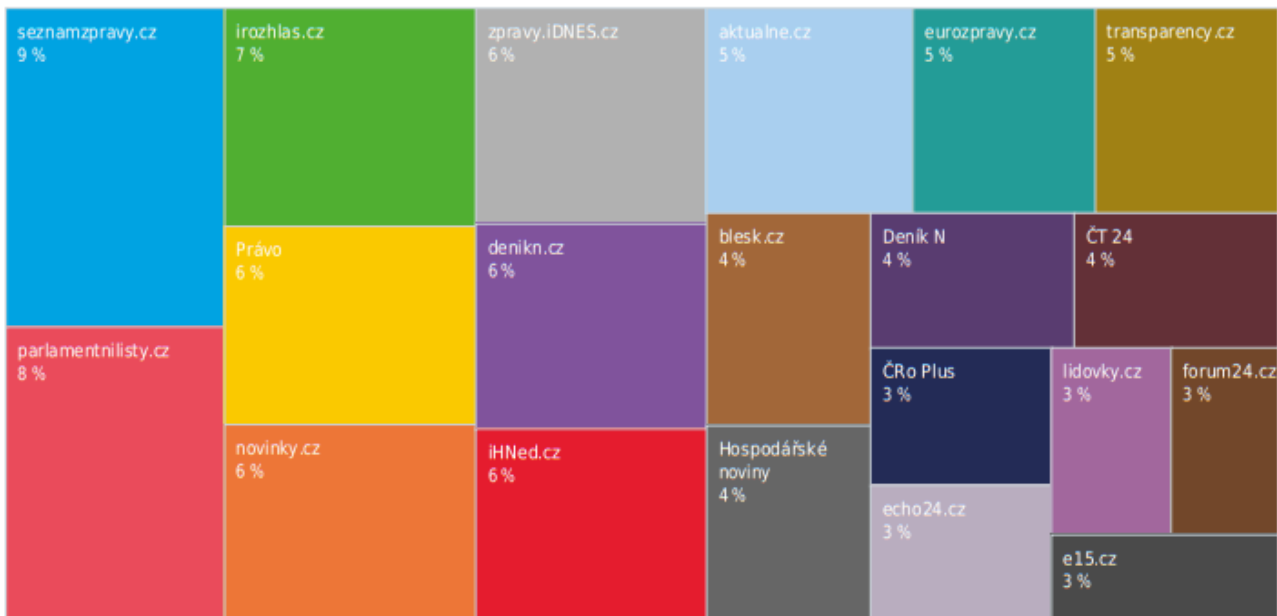 seznamzpravy.cz
9 %
irozhlas.cz
7 %
zpravy.iDNES.cz
6 %
aktualne.cz
5 %
eurozpravy.cz
5 %
transparency.cz
5 %
Právo
6 %
denikn.cz
6 %
blesk.cz
4 %
Deník N
4 %
ČT 24
4 %
parlamentnilisty.cz
8 %
ČRo Plus
3 %
lidovky.cz
3 %
forum24.cz
3 %
novinky.cz
6 %
iHNed.cz
6 %
Hospodářské
noviny
4 %
echo24.cz
3 %
e15.cz
3 %